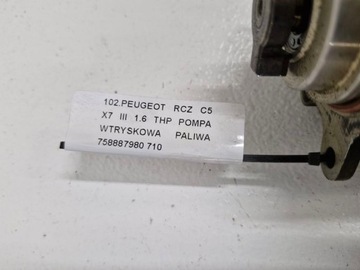 102.PEUGEOT RCZ C5
X7 III 1.6 THP POMPA
WTRYSKOWA PALIWA
758887980 710